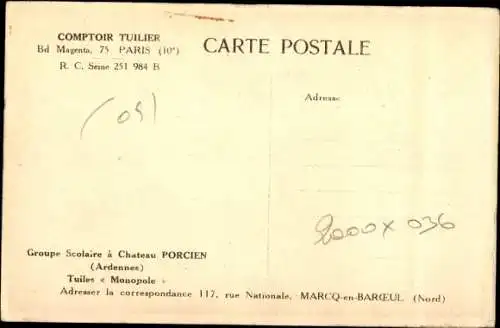 COMPTOIR TUILIER
Bd Magenta, 75 PARIS (10e)
R. C. Seine 251 984 B
CARTE POSTALE
Adresse
(09)
2000X 036
Groupe Scolaire à Chateau PORCIEN
(Ardennes)
Tuiles « Monopole »
Adresser la correspondance 117, rue Nationale, MARCQ-en-BARŒUL (Nord)